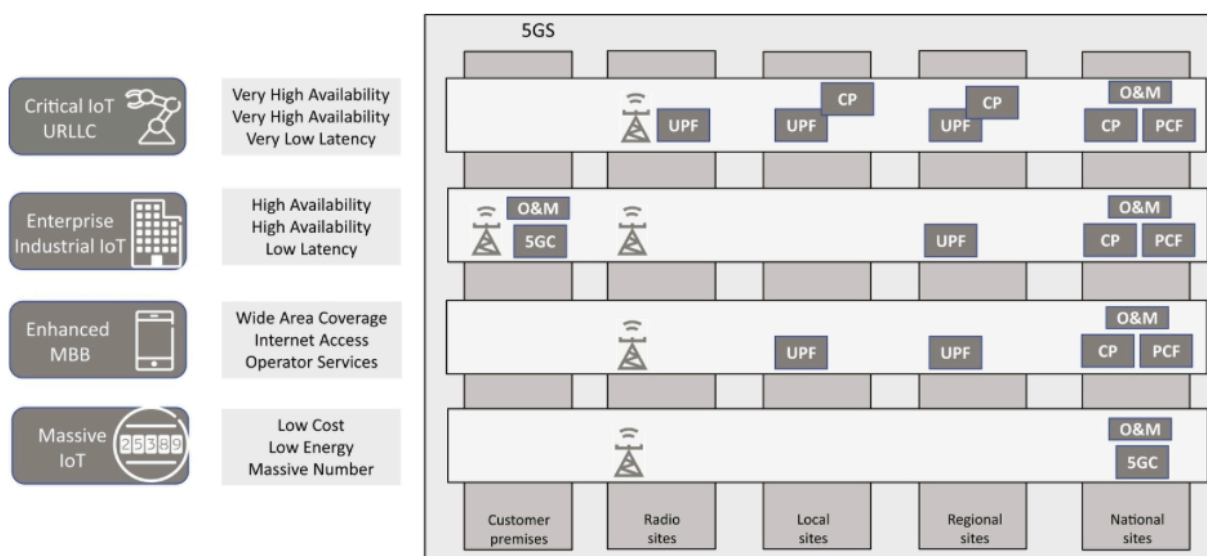 5GS
Critical IoT
URLLC
Very High Availability
Very High Availability
Very Low Latency
UPF
UPF
CP
UPF
CP
O&M
CP
PCF
Enterprise
Industrial IoT
High Availability
High Availability
Low Latency
O&M
5GC
UPF
O&M
CP
PCF
Enhanced
MBB
Wide Area Coverage
Internet Access
Operator Services
UPF
UPF
O&M
CP
PCF
Massive
IoT
25389
Low Cost
Low Energy
Massive Number
O&M
5GC
Customer
premises
Radio
sites
Local
sites
Regional
sites
National
sites